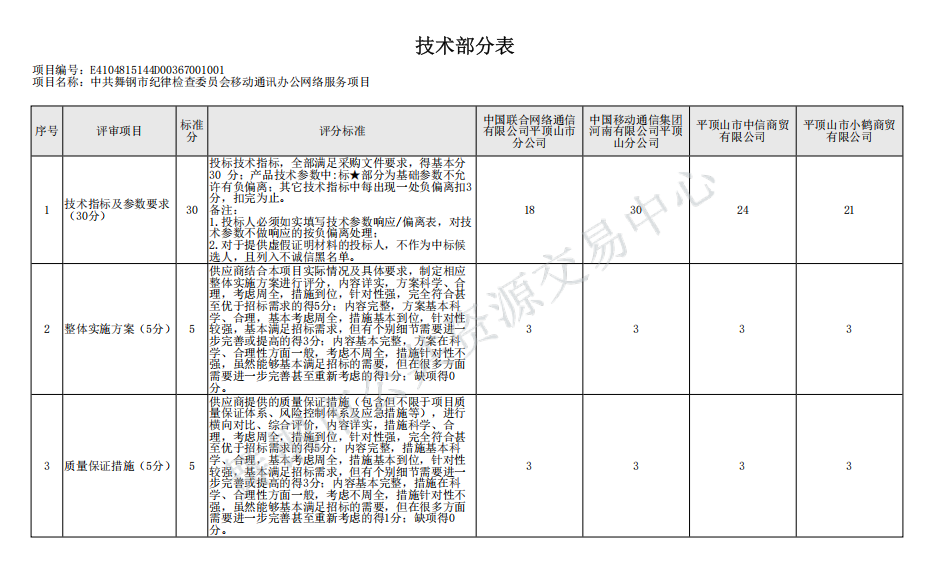 技术部分表
项目编号：E4104815144D00367001001
项目名称：中共舞钢市纪律检查委员会移动通讯办公网络服务项目
序号
评审项目
标准
分
评分标准
中国联合网络通信
有限公司平顶山市
分公司
中国移动通信集团
河南有限公司平顶
山分公司
平顶山市中信商贸
有限公司
平顶山市小鹤商贸
有限公司
1
技术指标及参数要求
（30分）
30
投标技术指标，全部满足采购文件要求，得基本分
30 分；产品技术参数中:标★部分为基础参数不允
许有负偏离；其它技术指标中每出现一处负偏离扣3
分，扣完为止。
备注：
1.投标人必须如实填写技术参数响应/偏离表，对技
术参数不做响应的按负偏离处理；
2.对于提供虚假证明材料的投标人，不作为中标候
选人，且列入不诚信黑名单。
18
30
24
21
2
整体实施方案（5分）
5
供应商结合本项目实际情况及具体要求，制定相应
整体实施方案进行评分，内容详实，方案科学、合
理，考虑周全，措施到位，针对性强，完全符合甚
至优于招标需求的得5分；内容完整，方案基本科
学、合理，基本考虑周全，措施基本到位，针对性
较强，基本满足招标需求，但有个别细节需要进一
步完善或提高的得3分；内容基本完整，方案在科
学、合理性方面一般，考虑不周全，措施针对性不
强，虽然能够基本满足招标的需要，但在很多方面
需要进一步完善甚至重新考虑的得1分；缺项得0
分。
3
3
3
3
3
质量保证措施（5分）
5
供应商提供的质量保证措施（包含但不限于项目质
量保证体系、风险控制体系及应急措施等），进行
横向对比、综合评价，内容详实，措施科学、合
理，考虑周全，措施到位，针对性强，完全符合甚
至优于招标需求的得5分；内容完整，措施基本科
学、合理，基本考虑周全，措施基本到位，针对性
较强，基本满足招标需求，但有个别细节需要进一
步完善或提高的得3分；内容基本完整，措施在科
学、合理性方面一般，考虑不周全，措施针对性不
强，虽然能够基本满足招标的需要，但在很多方面
需要进一步完善甚至重新考虑的得1分；缺项得0
分。
3
3
3
3
资源交易中心